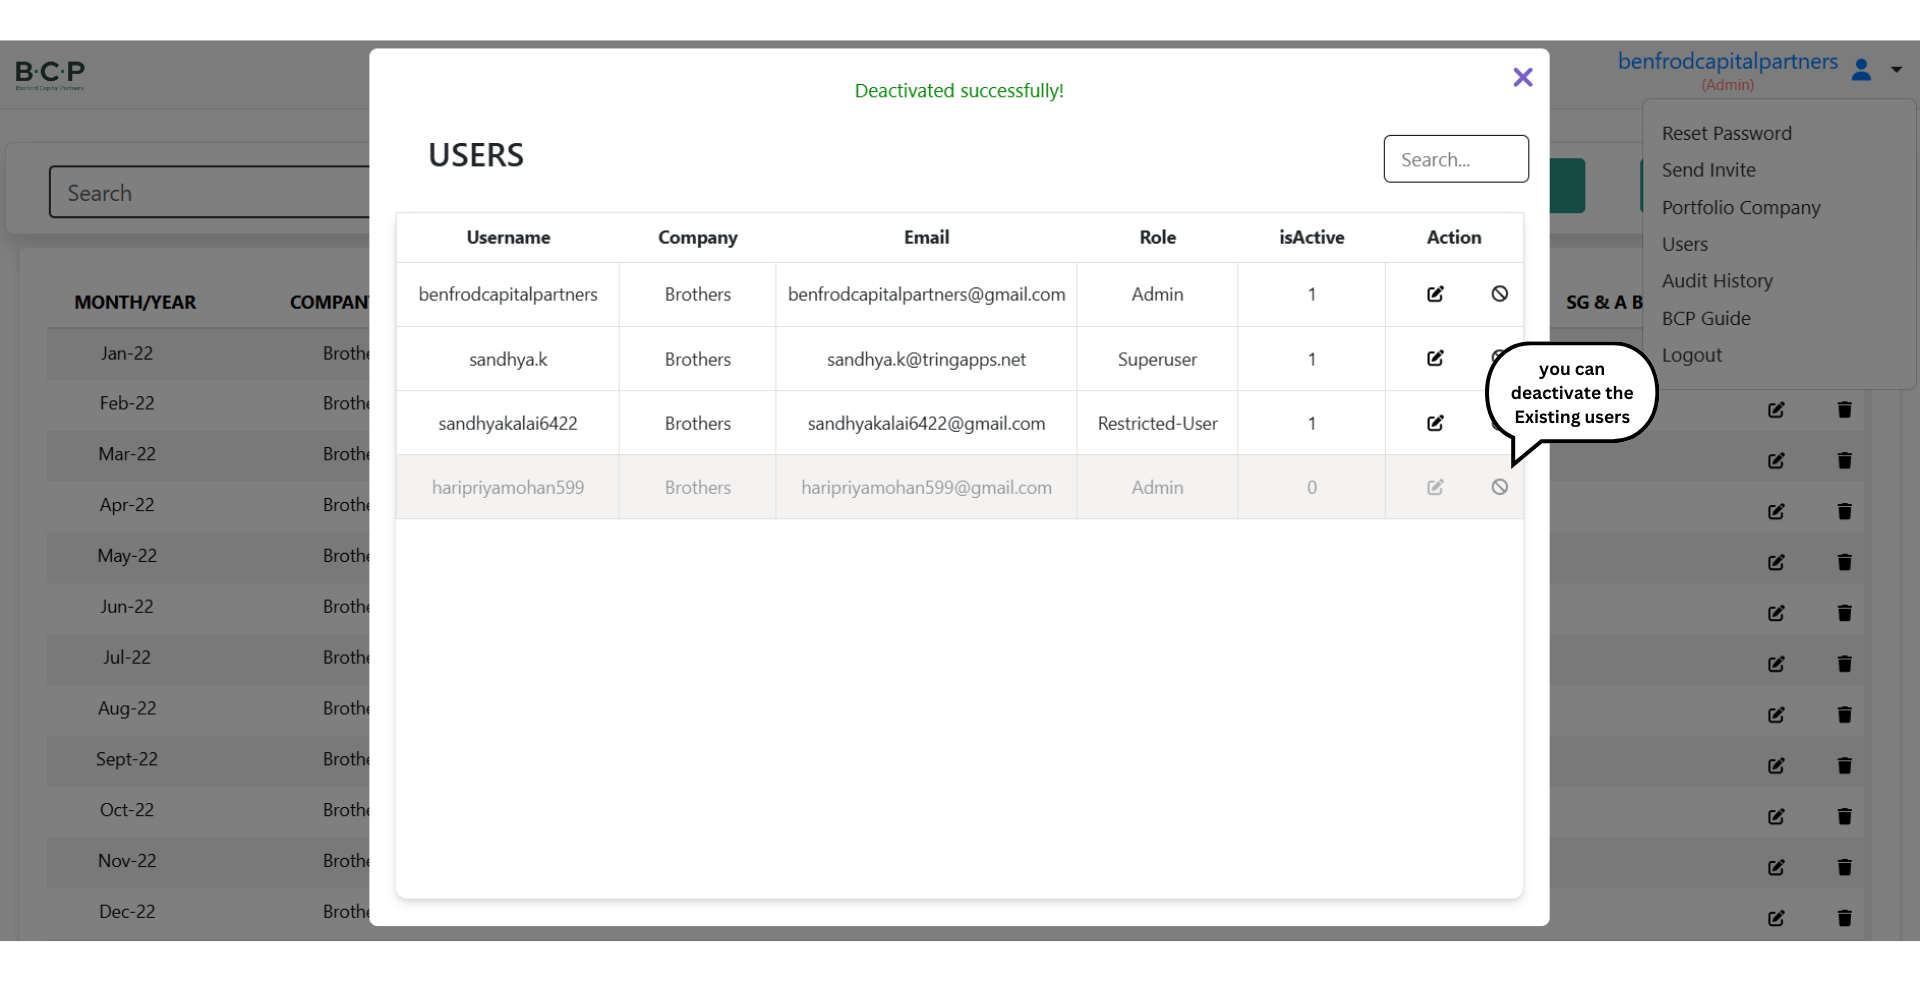 B·C·P
Benford Capital Partners
benfrodcapitalpartners
(Admin)
Reset Password
Send Invite
Portfolio Company
Users
Audit History
BCP Guide
Logout
Search
MONTH/YEAR COMPAN SG & A B
Jan-22 Brothe
Feb-22 Brothe
Mar-22 Brothe
Apr-22 Brothe
May-22 Brothe
Jun-22 Brothe
Jul-22 Brothe
Aug-22 Brothe
Sept-22 Brothe
Oct-22 Brothe
Nov-22 Brothe
Dec-22 Brothe
Deactivated successfully!
USERS
Search...
Username Company Email Role isActive Action
benfrodcapitalpartners Brothers benfrodcapitalpartners@gmail.com Admin 1
sandhya.k Brothers sandhya.k@tringapps.net Superuser 1
sandhyakalai6422 Brothers sandhyakalai6422@gmail.com Restricted-User 1
haripriyamohan599 Brothers haripriyamohan599@gmail.com Admin 0
you can
deactivate the
Existing users